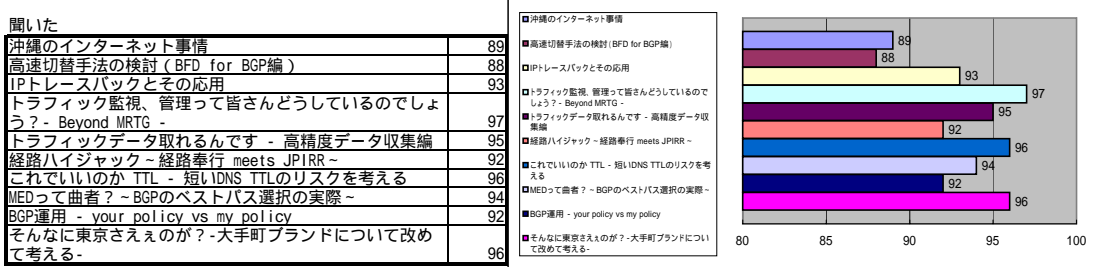 聞いた
沖縄のインターネット事情 89
高速切替手法の検討(BFD for BGP編) 88
IPトレースバックとその応用 93
トラフィック監視、管理って皆さんどうしているのでしょ
う?- Beyond MRTG - 97
トラフィックデータ取れるんです - 高精度データ収集編 95
経路ハイジャック~経路奉行 meets JPIRR~ 92
これでいいのか TTL - 短いDNS TTLのリスクを考える 96
MEDって曲者?~BGPのベストパス選択の実際~ 94
BGP運用 - your policy vs my policy 92
そんなに東京さえぇのが?-大手町ブランドについて改め
て考える- 96
沖縄のインターネット事情
高速切替手法の検討(BFD for BGP編)
IPトレースバックとその応用
トラフィック監視、管理って皆さんどうしているので
しょう?- Beyond MRTG -
トラフィックデータ取れるんです - 高精度データ収
集編
経路ハイジャック~経路奉行 meets JPIRR~
これでいいのか TTL - 短いDNS TTLのリスクを考
える
MEDって曲者?~BGPのベストパス選択の実際~
BGP運用 - your policy vs my policy
そんなに東京さえぇのが?-大手町ブランドについ
て改めて考える-
89
88
93
97
95
92
96
94
92
96
80 85 90 95 100